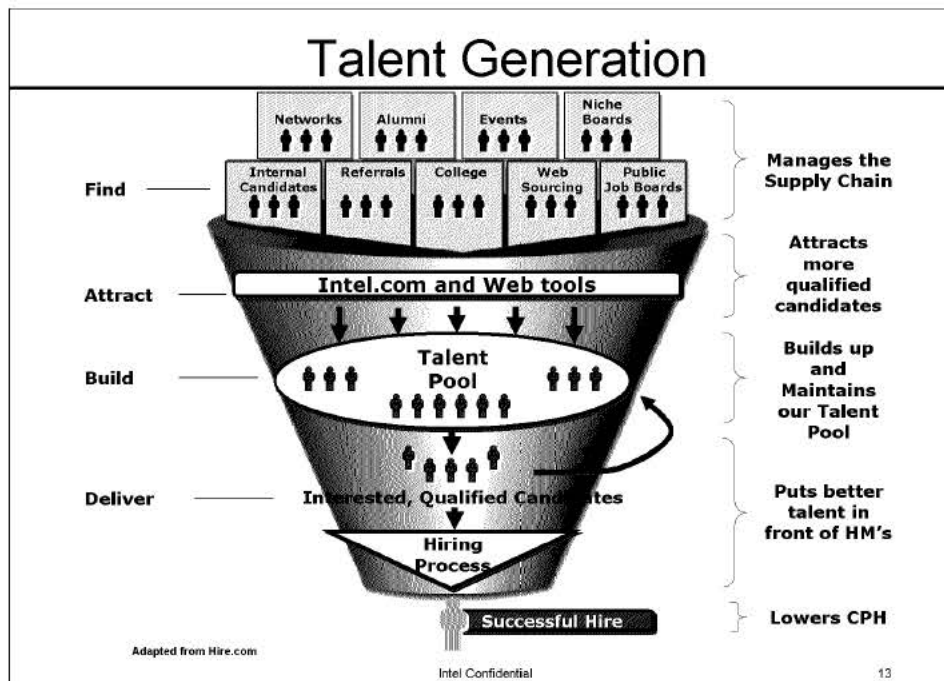 Talent Generation
Networks
Alumni
Events
Niche
Boards
Find
Internal
Candidates
Referrals
College
Web
Sourcing
Public
Job Boards
Manages the
Supply Chain
Attract
Intel.com and Web tools
Attracts
more
qualified
candidates
Build
Talent
Pool
Builds up
and
Maintains
our Talent
Pool
Deliver
Interested, Qualified Candidates
Hiring
Process
Puts better
talent in
front of HM's
Successful Hire
Lowers CPH
Adapted from Hire.com
Intel Confidential
13